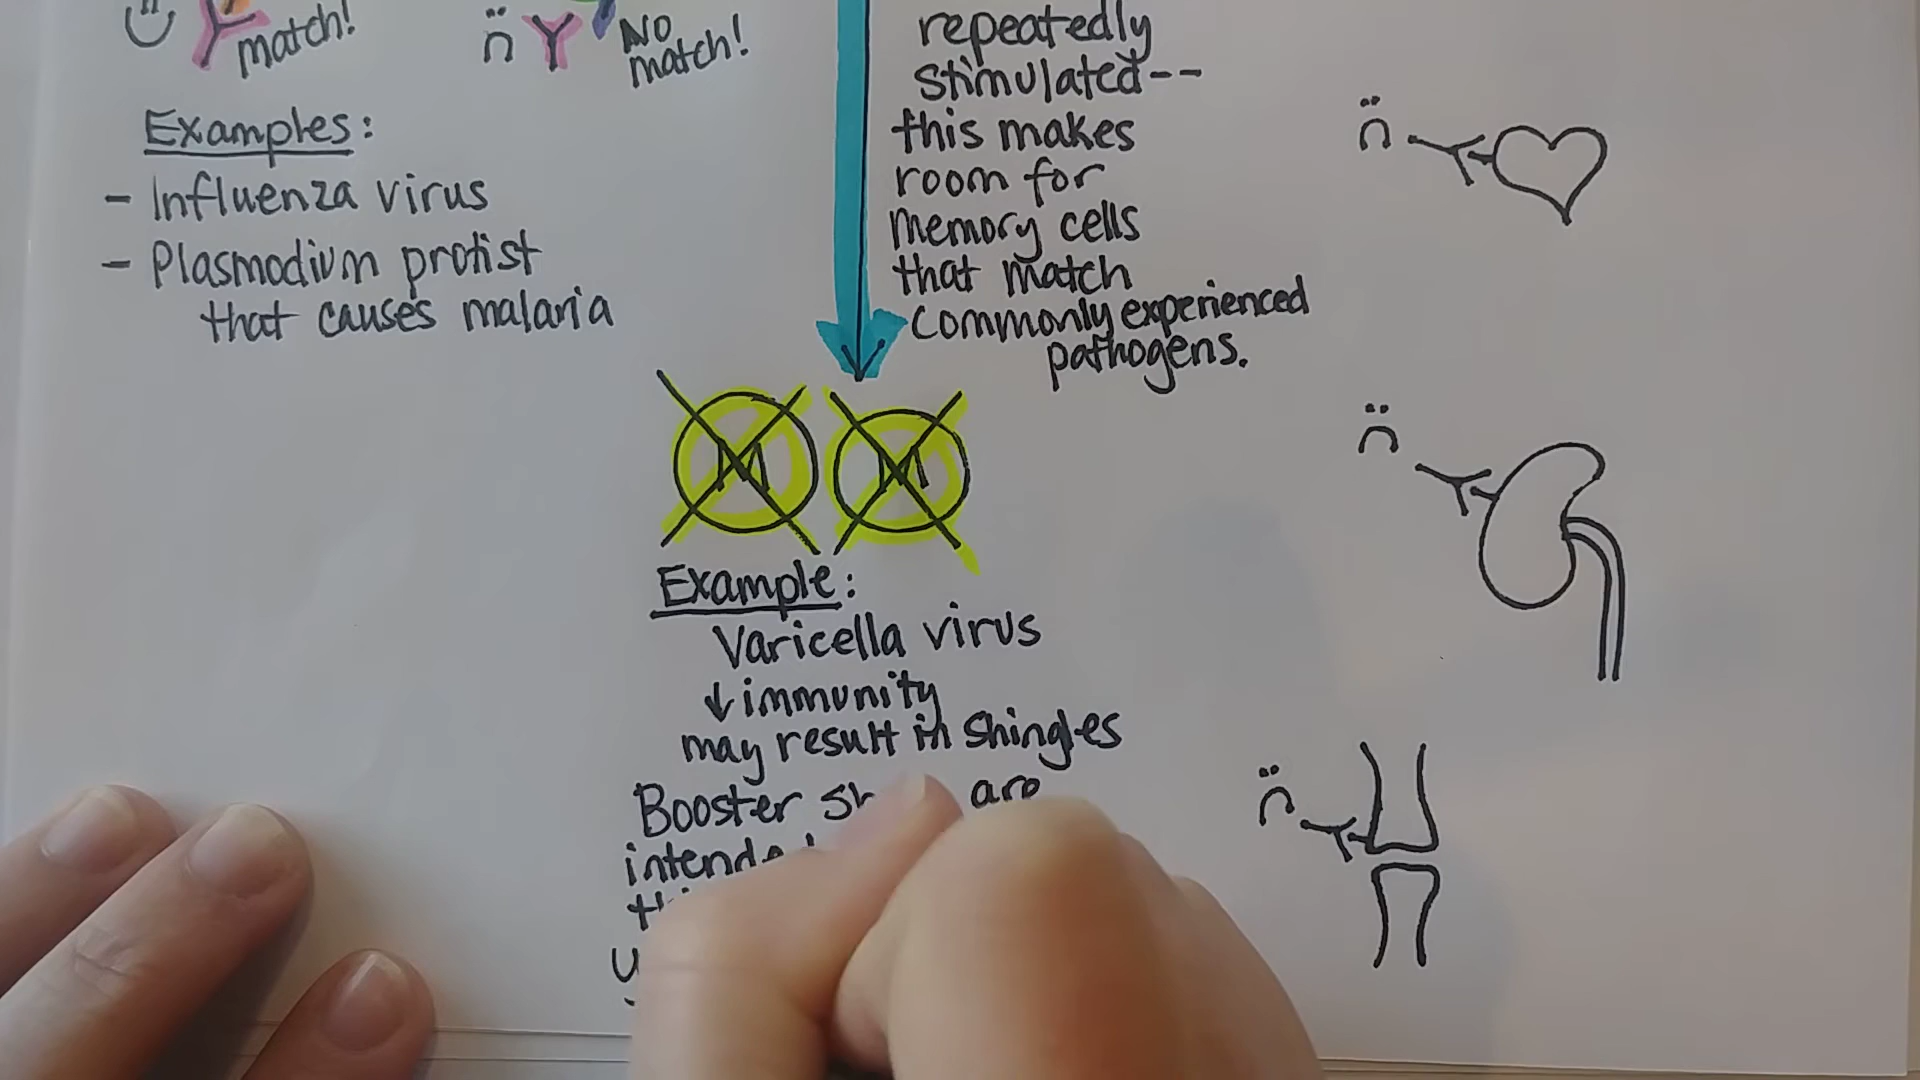 match!
No
match!
Examples:
- Influenza virus
- Plasmodium protist
that causes malaria
repeatedly
stimulated--
this makes
room for
memory cells
that match
commonly experienced
pathogens.
M M
Example:
Varicella virus
↓ immunity
may result in shingles
Booster are